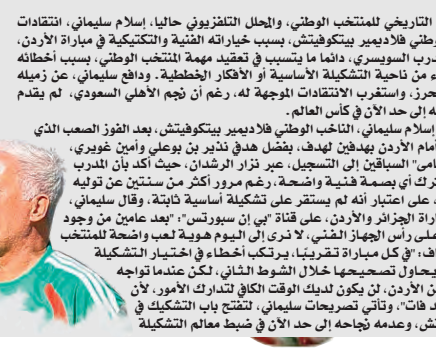 التاريخي للمنتخب الوطني، والمحلل التلفزيوني حاليا، إسلام سليماني، انتقادات
وطني فلاديمير بيتكوفيتش، بسبب خياراته الفنية والتكتيكية في مباراة الأردن،
درب السويسري، دائما ما يتسبب في تعقيد مهمة المنتخب الوطني، بسبب أخطائه
ء من ناحية التشكيلة الأساسية أو الأفكار الخططية. ودافع سليماني، عن زميله
حرز، واستغرب الانتقادات الموجهة له، رغم أن نجم الأهلي السعودي، لم يقدم
ه إلى حد الآن في كأس العالم.
إسلام سليماني، الناخب الوطني فلاديمير بيتكوفيتش، بعد الفوز الصعب الذي
أمام الأردن بهدفين لهدف، بفضل هدفي نذير بن بوعلي وأمين غويري،
امى" السباقين إلى التسجيل، عبر نزار الرشدان، حيث أكد بأن المدرب
ترك أي بصمة فنية واضحة، رغم مرور أكثر من سنتين عن توليه
، على اعتبار أنه لم يستقر على تشكيلة أساسية ثابتة، وقال سليماني،
اراة الجزائر والأردن، على قناة "بي إن سبورتس": "بعد عامين من وجود
على رأس الجهاز الفني، لا نرى إلى اليوم هوية لعب واضحة للمنتخب
اف: "في كل مباراة تقريبًا، يرتكب أخطاء في اختيار التشكيلة
يحاول تصحيحها خلال الشوط الثاني، لكن عندما تواجه
ن الأردن، لن يكون لديك الوقت الكافي لتدارك الأمور، لأن
د فات"، وتأتي تصريحات سليماني، لتفتح باب التشكيك في
تش، وعدمه نجاحه إلى حد الآن في ضبط معالم التشكيلة